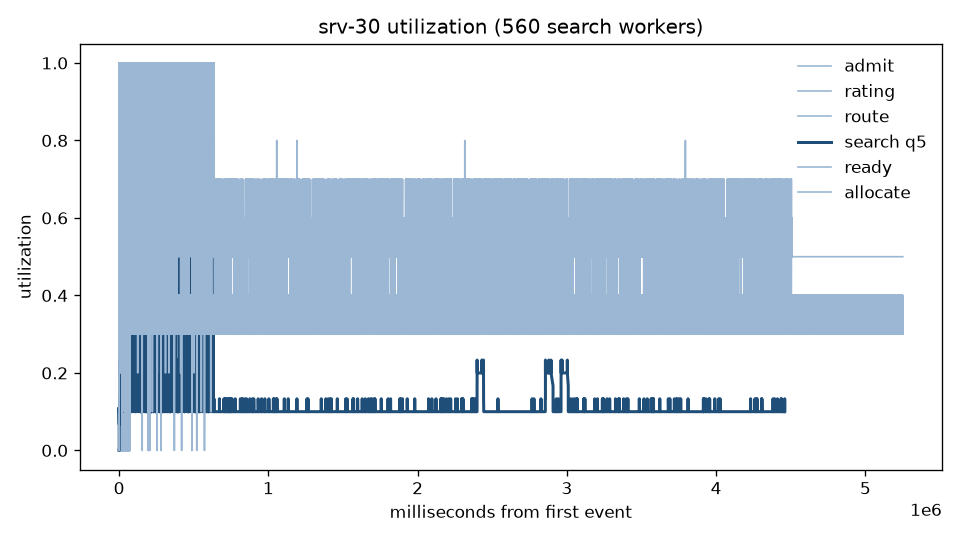 srv-30 utilization (560 search workers)
utilization
1.0
0.8
0.6
0.4
0.2
0.0
admit
rating
route
search q5
ready
allocate
0 1 2 3 4 5
1e6
milliseconds from first event